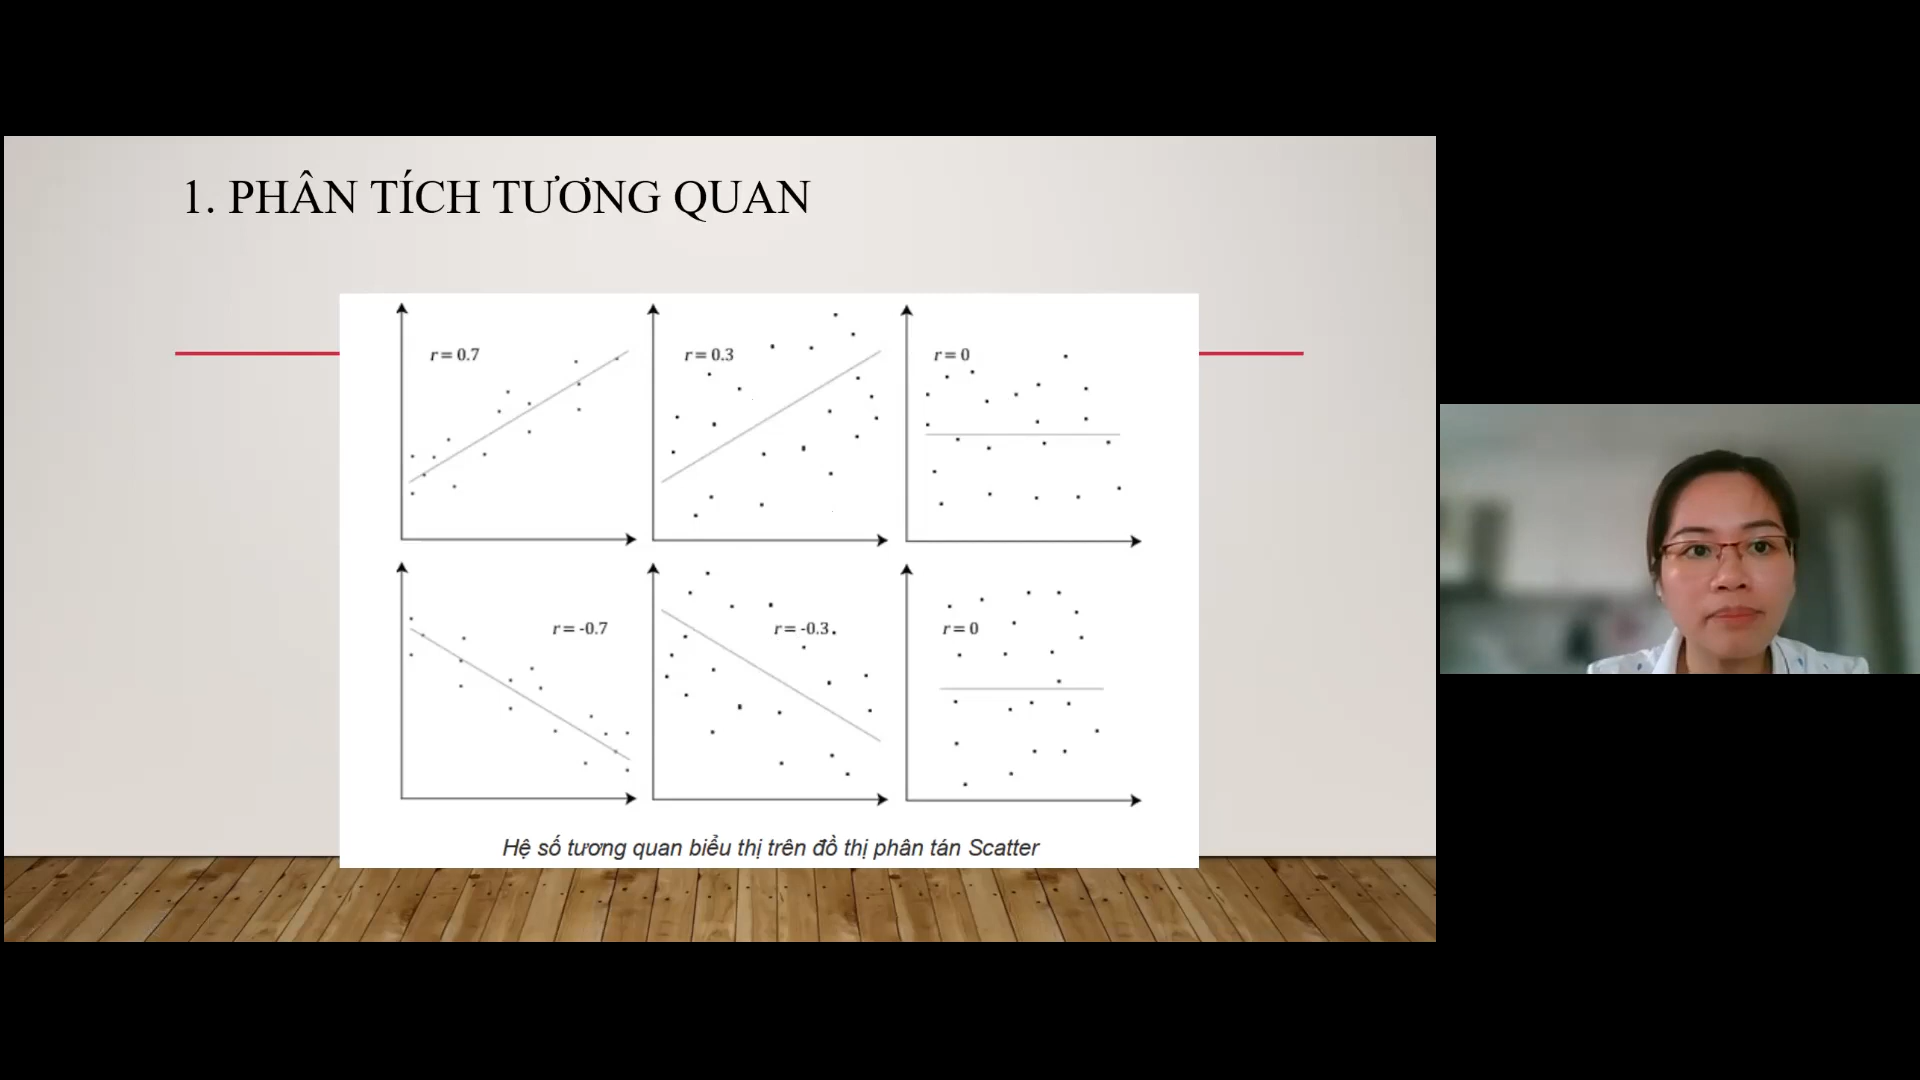 1. PHÂN TÍCH TƯƠNG QUAN
r = 0.7
r = 0.3
r = 0
r = -0.7
r = -0.3
r = 0
Hệ số tương quan biểu thị trên đồ thị phân tán Scatter